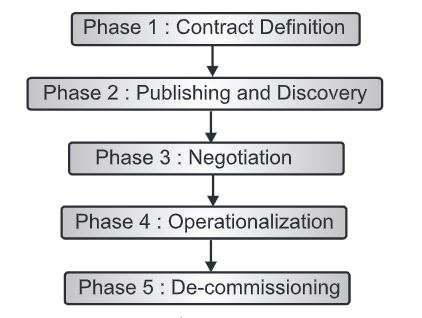 Phase 1 : Contract Definition
Phase 2 : Publishing and Discovery
Phase 3 : Negotiation
Phase 4 : Operationalization
Phase 5 : De-commissioning